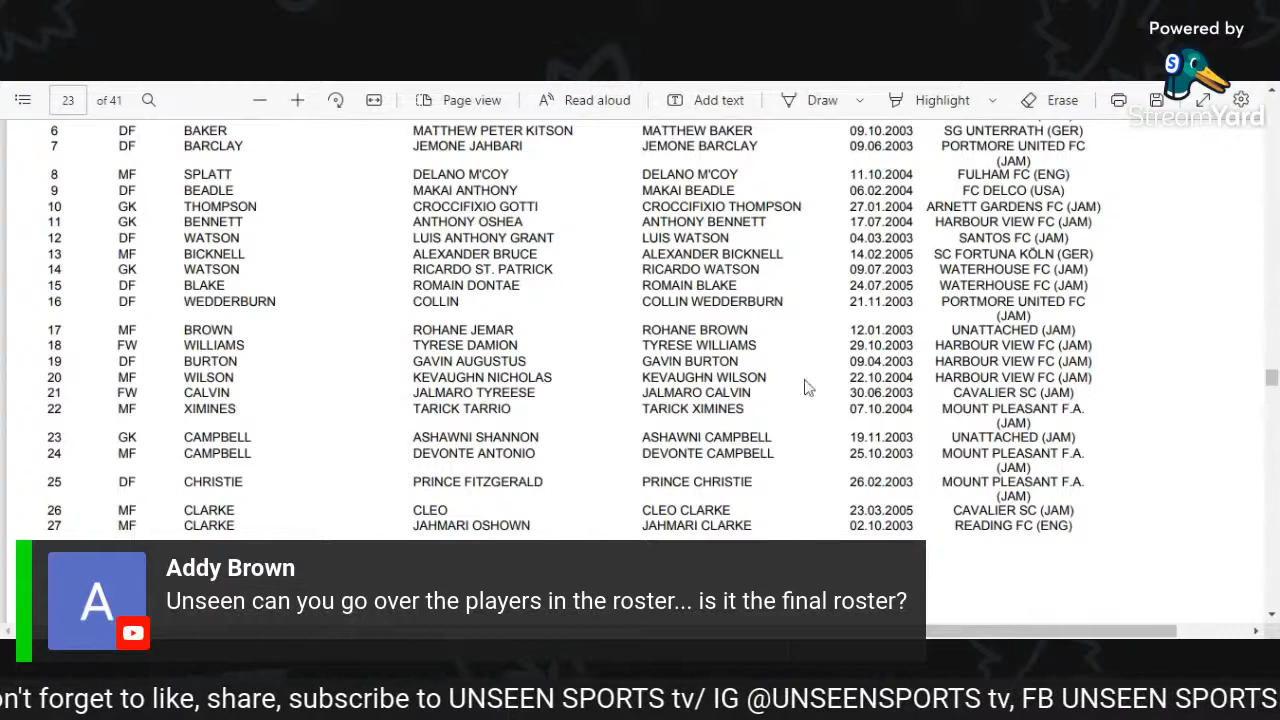 Powered by
S
StreamYard
23 of 41 Page view Read aloud Add text Draw Highlight Erase
6 DF BAKER MATTHEW PETER KITSON MATTHEW BAKER 09.10.2003 SG UNTERRATH (GER)
7 DF BARCLAY JEMONE JAHBARI JEMONE BARCLAY 09.06.2003 PORTMORE UNITED FC
(JAM)
8 MF SPLATT DELANO M'COY DELANO M'COY 11.10.2004 FULHAM FC (ENG)
9 DF BEADLE MAKAI ANTHONY MAKAI BEADLE 06.02.2004 FC DELCO (USA)
10 GK THOMPSON CROCCIFIXIO GOTTI CROCCIFIXIO THOMPSON 27.01.2004 ARNETT GARDENS FC (JAM)
11 GK BENNETT ANTHONY OSHEA ANTHONY BENNETT 17.07.2004 HARBOUR VIEW FC (JAM)
12 DF WATSON LUIS ANTHONY GRANT LUIS WATSON 04.03.2003 SANTOS FC (JAM)
13 MF BICKNELL ALEXANDER BRUCE ALEXANDER BICKNELL 14.02.2005 SC FORTUNA KÖLN (GER)
14 GK WATSON RICARDO ST. PATRICK RICARDO WATSON 09.07.2003 WATERHOUSE FC (JAM)
15 DF BLAKE ROMAIN DONTAE ROMAIN BLAKE 24.07.2005 WATERHOUSE FC (JAM)
16 DF WEDDERBURN COLLIN COLLIN WEDDERBURN 21.11.2003 PORTMORE UNITED FC
(JAM)
17 MF BROWN ROHANE JEMAR ROHANE BROWN 12.01.2003 UNATTACHED (JAM)
18 FW WILLIAMS TYRESE DAMION TYRESE WILLIAMS 29.10.2003 HARBOUR VIEW FC (JAM)
19 DF BURTON GAVIN AUGUSTUS GAVIN BURTON 09.04.2003 HARBOUR VIEW FC (JAM)
20 MF WILSON KEVAUGHN NICHOLAS KEVAUGHN WILSON 22.10.2004 HARBOUR VIEW FC (JAM)
21 FW CALVIN JALMARO TYREESE JALMARO CALVIN 30.06.2003 CAVALIER SC (JAM)
22 MF XIMINES TARICK TARRIO TARICK XIMINES 07.10.2004 MOUNT PLEASANT F.A.
(JAM)
23 GK CAMPBELL ASHAWNI SHANNON ASHAWNI CAMPBELL 19.11.2003 UNATTACHED (JAM)
24 MF CAMPBELL DEVONTE ANTONIO DEVONTE CAMPBELL 25.10.2003 MOUNT PLEASANT F.A.
(JAM)
25 DF CHRISTIE PRINCE FITZGERALD PRINCE CHRISTIE 26.02.2003 MOUNT PLEASANT F.A.
(JAM)
26 MF CLARKE CLEO CLEO CLARKE 23.03.2005 CAVALIER SC (JAM)
27 MF CLARKE JAHMARI OSHOWN JAHMARI CLARKE 02.10.2003 READING FC (ENG)
A
Addy Brown
Unseen can you go over the players in the roster... is it the final roster?
on't forget to like, share, subscribe to UNSEEN SPORTS tv/ IG @UNSEENSPORTS tv, FB UNSEEN SPORTS